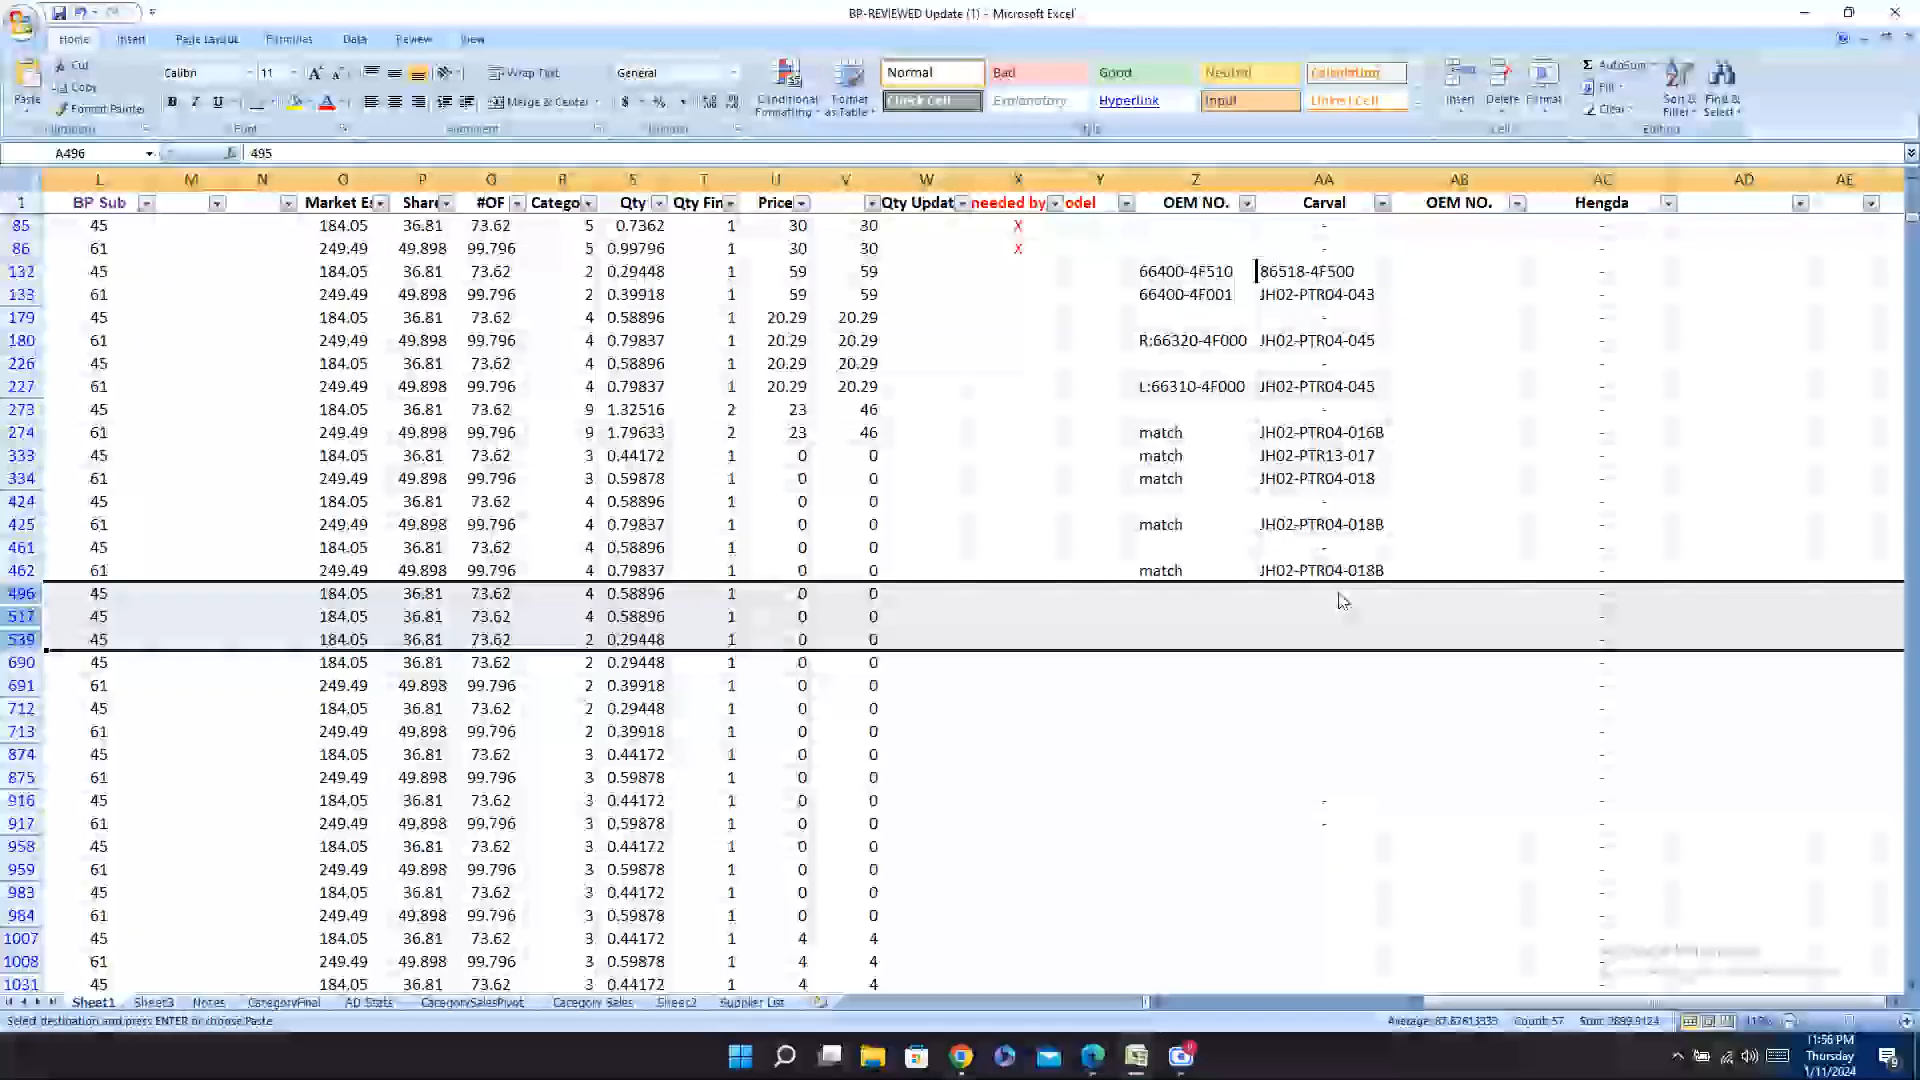 BP-REVIEWED Update (1) - Microsoft Excel
Home Insert Page Layout Formulas Data Review View
Paste Cut Copy Format Painter Calibri 11 Wrap Text Merge & Center General Conditional Formatting Format as Table Normal Bad Good Neutral Calculation Check Cell Explanatory Hyperlink Input Linked Cell Insert Delete Format AutoSum Fill Clear Sort & Filter Find & Select
Font Editing
A496 495
L M N O P Q R S T U V W X Y Z AA AB AC AD AE
1 BP Sub Market Es Share #OF Catego Qty Qty Fin Price Qty Updat needed by odel OEM NO. Carval OEM NO. Hengda
85 45 184.05 36.81 73.62 5 0.7362 1 30 30 X -
86 61 249.49 49.898 99.796 5 0.99796 1 30 30 X - -
132 45 184.05 36.81 73.62 2 0.29448 1 59 59 66400-4F510 86518-4F500 -
133 61 249.49 49.898 99.796 2 0.39918 1 59 59 66400-4F001 JH02-PTR04-043 -
179 45 184.05 36.81 73.62 4 0.58896 1 20.29 20.29 - -
180 61 249.49 49.898 99.796 4 0.79837 1 20.29 20.29 R:66320-4F000 JH02-PTR04-045 -
226 45 184.05 36.81 73.62 4 0.58896 1 20.29 20.29 - -
227 61 249.49 49.898 99.796 4 0.79837 1 20.29 20.29 L:66310-4F000 JH02-PTR04-045 -
273 45 184.05 36.81 73.62 9 1.32516 2 23 46 - -
274 61 249.49 49.898 99.796 9 1.79633 2 23 46 match JH02-PTR04-016B -
333 45 184.05 36.81 73.62 3 0.44172 1 0 0 match JH02-PTR13-017 -
334 61 249.49 49.898 99.796 3 0.59878 1 0 0 match JH02-PTR04-018 -
424 45 184.05 36.81 73.62 4 0.58896 1 0 0 - -
425 61 249.49 49.898 99.796 4 0.79837 1 0 0 match JH02-PTR04-018B -
461 45 184.05 36.81 73.62 4 0.58896 1 0 0 - -
462 61 249.49 49.898 99.796 4 0.79837 1 0 0 match JH02-PTR04-018B -
496 45 184.05 36.81 73.62 4 0.58896 1 0 0 -
517 45 184.05 36.81 73.62 4 0.58896 1 0 0 -
539 45 184.05 36.81 73.62 2 0.29448 1 0 0 -
690 45 184.05 36.81 73.62 2 0.29448 1 0 0 -
691 61 249.49 49.898 99.796 2 0.39918 1 0 0 -
712 45 184.05 36.81 73.62 2 0.29448 1 0 0 -
713 61 249.49 49.898 99.796 2 0.39918 1 0 0 -
874 45 184.05 36.81 73.62 3 0.44172 1 0 0 -
875 61 249.49 49.898 99.796 3 0.59878 1 0 0 -
916 45 184.05 36.81 73.62 3 0.44172 1 0 0 - -
917 61 249.49 49.898 99.796 3 0.59878 1 0 0 - -
958 45 184.05 36.81 73.62 3 0.44172 1 0 0 -
959 61 249.49 49.898 99.796 3 0.59878 1 0 0 -
983 45 184.05 36.81 73.62 3 0.44172 1 0 0 -
984 61 249.49 49.898 99.796 3 0.59878 1 0 0 -
1007 45 184.05 36.81 73.62 3 0.44172 1 4 4 -
1008 61 249.49 49.898 99.796 3 0.59878 1 4 4 -
1031 45 184.05 36.81 73.62 3 0.44172 1 4 4
Sheet1 Sheet3 Notes CategoryFinal AD Stats CategorySalesPivot Category Sales Sheet2 Supplier List
Select destination and press ENTER or choose Paste Average: 87.87613333 Count: 57
11:56 PM
Thursday
1/11/2024